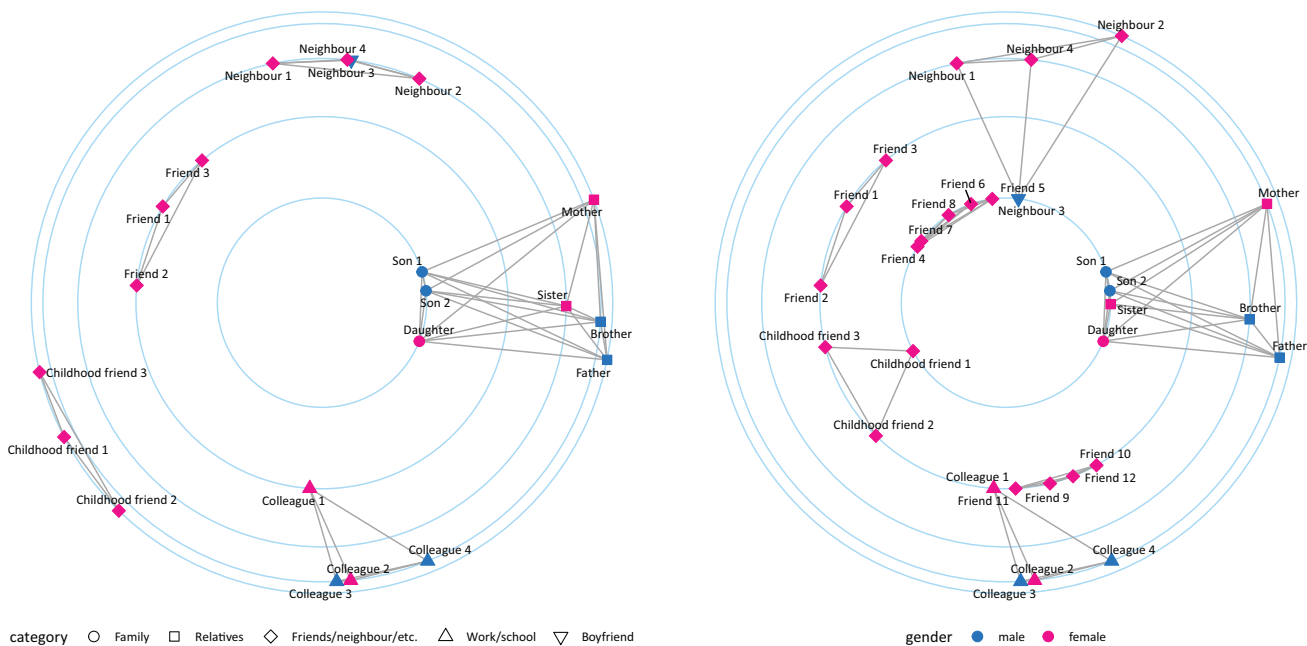 Neighbour 4
Neighbour 1
Neighbour 3
Neighbour 2
Friend 3
Friend 1
Friend 2
Mother
Son 1
Son 2
Sister
Daughter
Brother
Father
Childhood friend 3
Childhood friend 1
Childhood friend 2
Colleague 1
Colleague 4
Colleague 2
Colleague 3
Neighbour 2
Neighbour 4
Neighbour 1
Friend 3
Friend 6
Friend 5
Friend 1
Friend 8
Neighbour 3
Friend 7
Friend 4
Mother
Son 1
Son 2
Friend 2
Sister
Brother
Daughter
Childhood friend 3
Father
Childhood friend 1
Childhood friend 2
Friend 10
Colleague 1
Friend 12
Friend 11
Friend 9
Colleague 4
Colleague 2
Colleague 3
category Family Relatives Friends/neighbour/etc. Work/school Boyfriend
gender male female